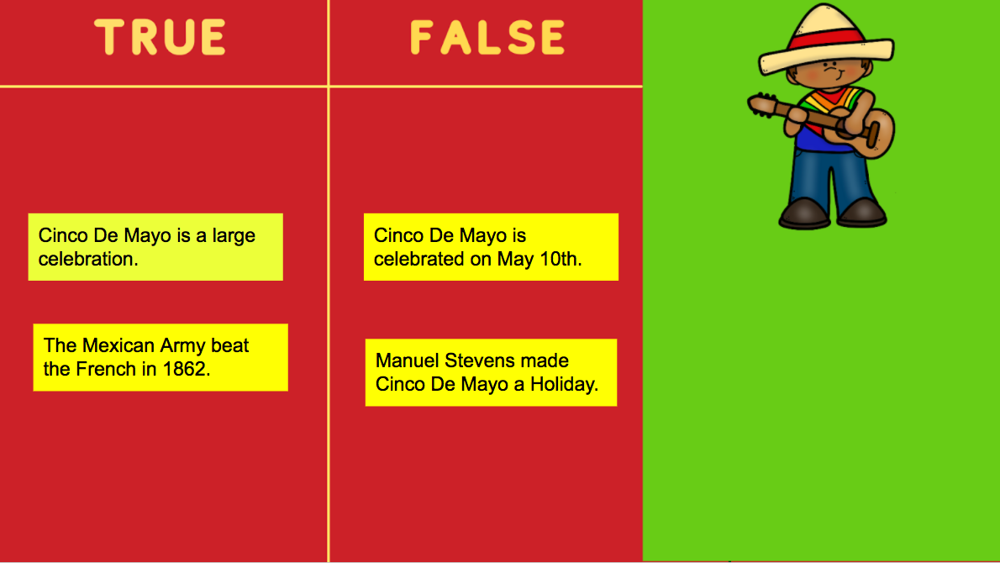 TRUE
FALSE
Cinco De Mayo is a large
celebration.
The Mexican Army beat
the French in 1862.
Cinco De Mayo is
celebrated on May 10th.
Manuel Stevens made
Cinco De Mayo a Holiday.